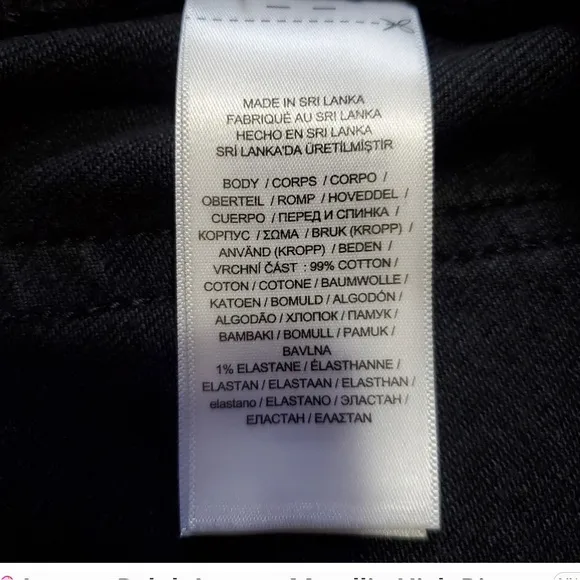 MADE IN SRI LANKA
FABRIQUÉ AU SRI LANKA
HECHO EN SRI LANKA
SRİ LANKA'DA ÜRETİLMİŞTİR
BODY / CORPS / CORPO /
OBERTEIL / ROMP / HOVEDDEL /
CUERPO / ПЕРЕД И СПИНКА /
КОРПУС / ΣΩΜΑ / BRUK (KROPP) /
ANVÄND (KROPP) / BEDEN /
VRCHNÍ ČÁST : 99% COTTON /
COTON / COTONE / BAUMWOLLE /
KATOEN / BOMULD / ALGODÓN /
ALGODÃO / ХЛОПОК / ПАМУК /
BAMBAKI / BOMULL / PAMUK /
BAVLNA
1% ELASTANE / ÉLASTHANNE /
ELASTAN / ELASTAAN / ELASTHAN /
elastano / ELASTANO / ЭЛАСТАН /
ЕЛАСТАН / ΕΛΑΣΤΑΝ